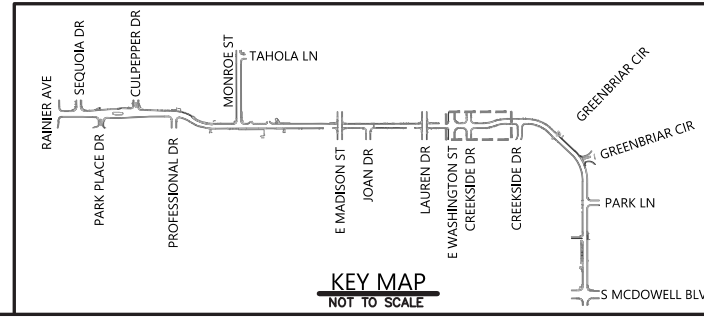 RAINIER AVE
SEQUOIA DR
CULPEPPER DR
MONROE ST
TAHOLA LN
PARK PLACE DR
PROFESSIONAL DR
E MADISON ST
JOAN DR
LAUREN DR
E WASHINGTON ST
CREEKSIDE DR
CREEKSIDE DR
GREENBRIAR CIR
GREENBRIAR CIR
PARK LN
S MCDOWELL BLV
KEY MAP
NOT TO SCALE